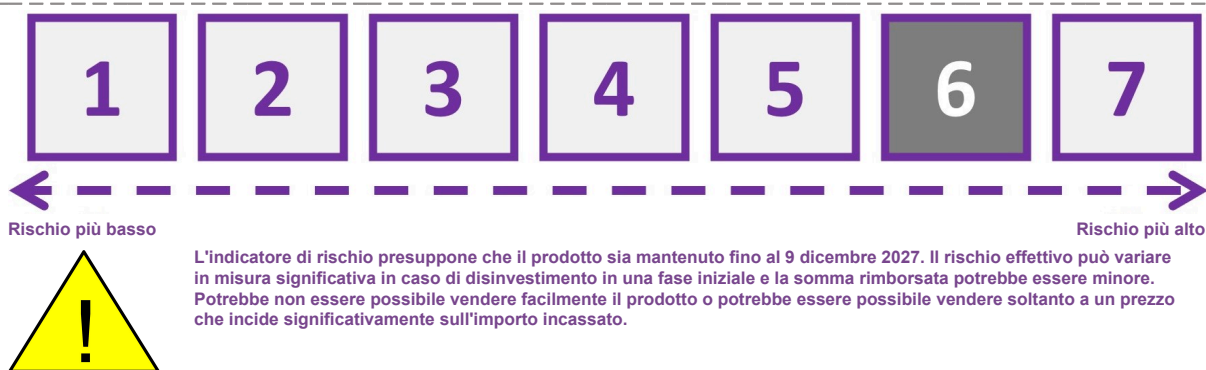 1 2 3 4 5 6 7
Rischio più basso Rischio più alto
L'indicatore di rischio presuppone che il prodotto sia mantenuto fino al 9 dicembre 2027. Il rischio effettivo può variare
in misura significativa in caso di disinvestimento in una fase iniziale e la somma rimborsata potrebbe essere minore.
Potrebbe non essere possibile vendere facilmente il prodotto o potrebbe essere possibile vendere soltanto a un prezzo
che incide significativamente sull'importo incassato.
!